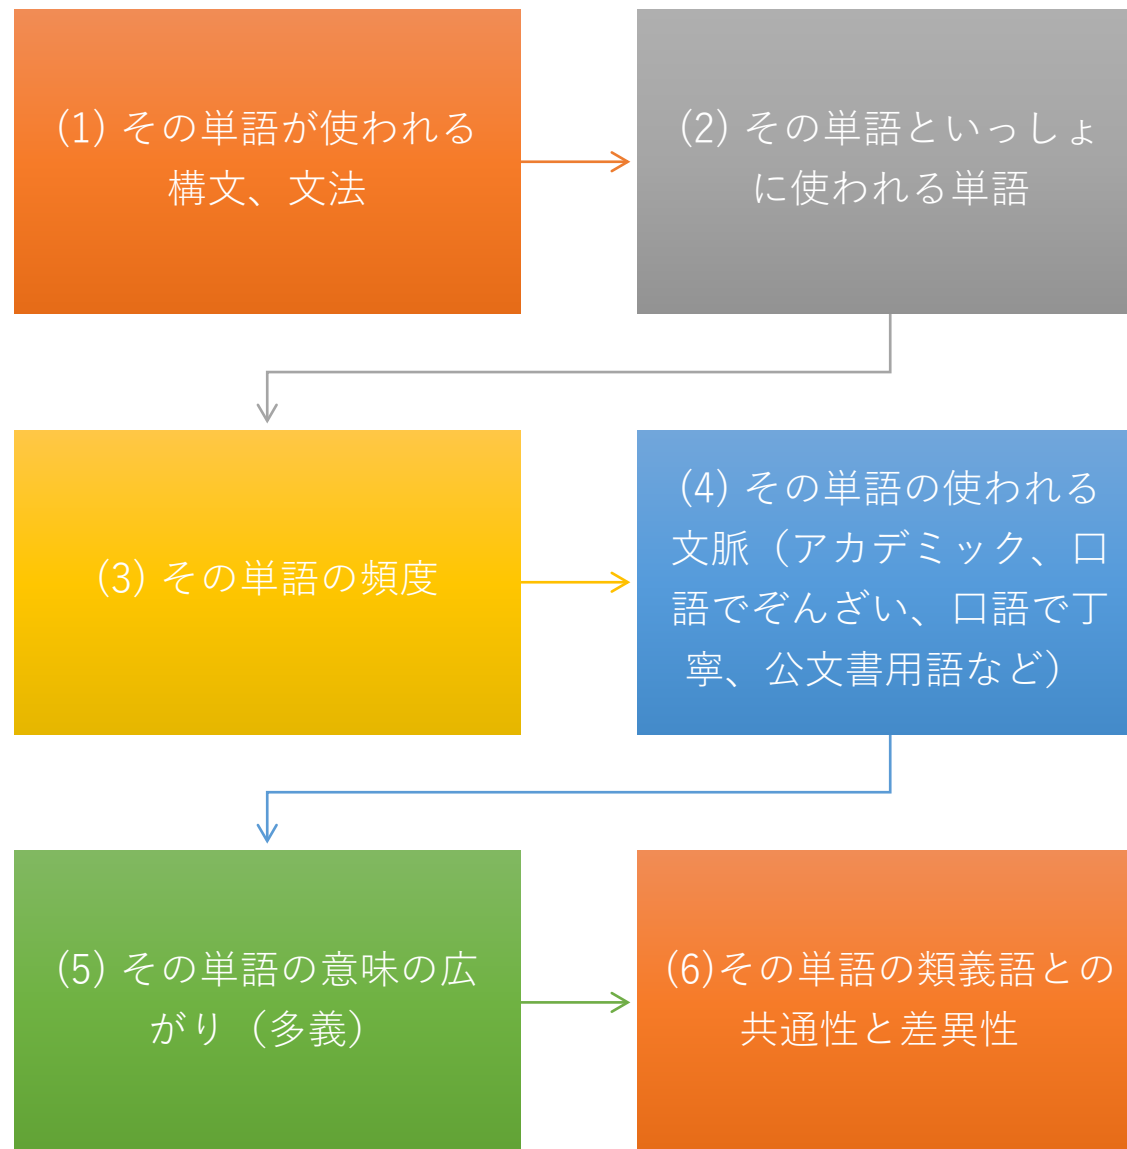 (1) その単語が使われる
構文、文法
(2) その単語といっしょ
に使われる単語
(3) その単語の頻度
(4) その単語の使われる
文脈（アカデミック、口
語でぞんざい、口語で丁
寧、公文書用語など）
(5) その単語の意味の広
がり（多義）
(6)その単語の類義語との
共通性と差異性